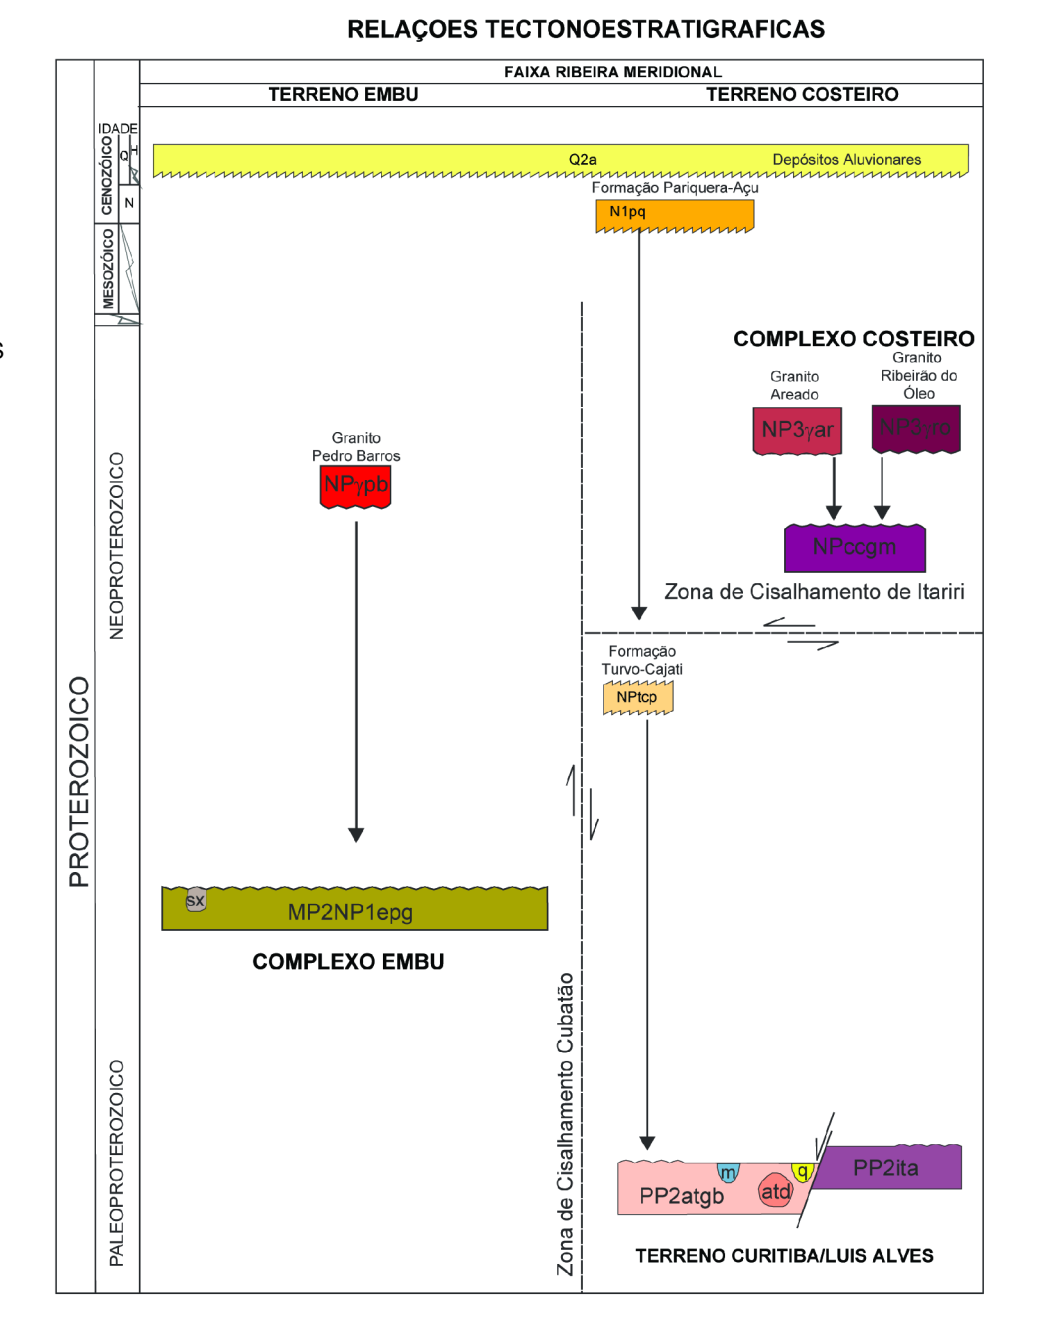 RELAÇOES TECTONOESTRATIGRAFICAS
FAIXA RIBEIRA MERIDIONAL
TERRENO EMBU
TERRENO COSTEIRO
IDADE
CENOZÓICO
Q
H
N
MESOZÓICO
Q2a
Depósitos Aluvionares
Formação Pariquera-Açu
N1pq
COMPLEXO COSTEIRO
Granito
Areado
Granito
Ribeirão do
Óleo
NP3γar
NP3γro
NPccgm
Zona de Cisalhamento de Itariri
Granito
Pedro Barros
NPγpb
S
PROTEROZOICO
NEOPROTEROZOICO
Formação
Turvo-Cajati
NPtcp
sx
MP2NP1epg
COMPLEXO EMBU
Zona de Cisalhamento Cubatão
PALEOPROTEROZOICO
m
q
PP2ita
PP2atgb
atd
TERRENO CURITIBA/LUIS ALVES